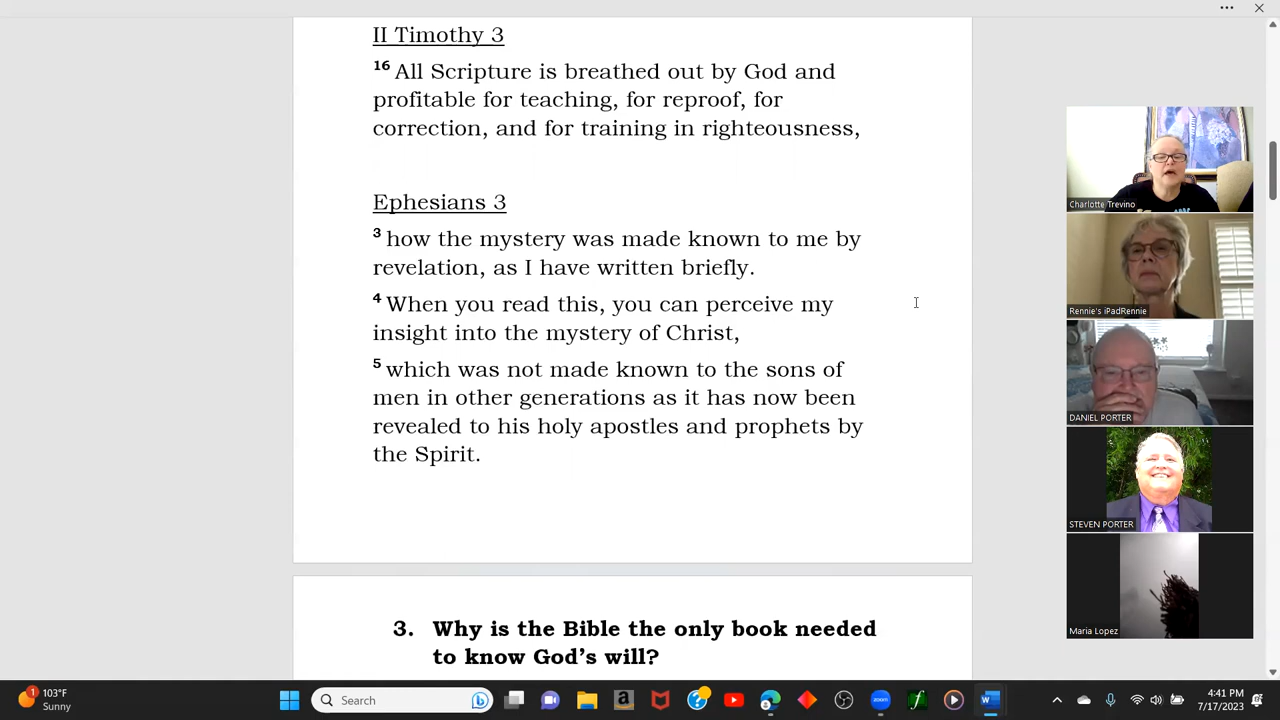 II Timothy 3
16 All Scripture is breathed out by God and
profitable for teaching, for reproof, for
correction, and for training in righteousness,
Ephesians 3
3 how the mystery was made known to me by
revelation, as I have written briefly.
4 When you read this, you can perceive my
insight into the mystery of Christ,
5 which was not made known to the sons of
men in other generations as it has now been
revealed to his holy apostles and prophets by
the Spirit.
3. Why is the Bible the only book needed
to know God's will?
Charlotte Trevino
Rennie's iPadRennie
DANIEL PORTER
STEVEN PORTER
Maria Lopez
1
103°F
Sunny
Search
zoom
4:41 PM
7/17/2023